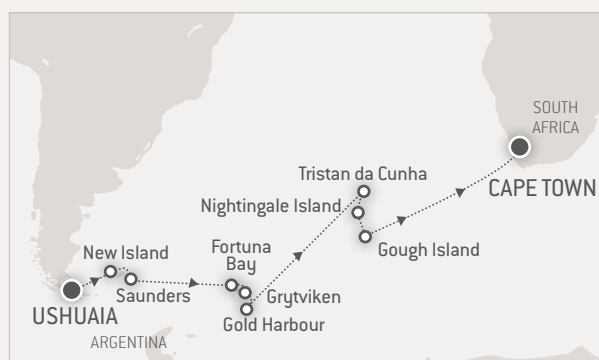 SOUTH
AFRICA
CAPE TOWN
Tristan da Cunha
Nightingale Island
Gough Island
Fortuna
Bay
New Island
Saunders
Grytviken
Gold Harbour
USHUAIA
ARGENTINA